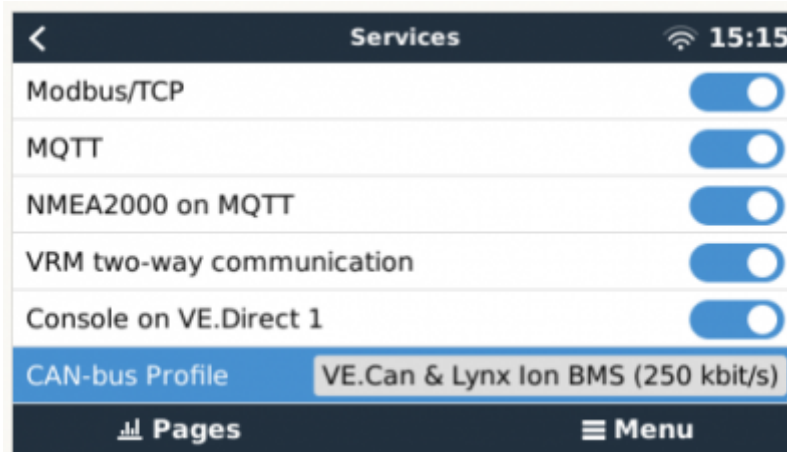 Services 15:15
Modbus/TCP
MQTT
NMEA2000 on MQTT
VRM two-way communication
Console on VE.Direct 1
CAN-bus Profile VE.Can & Lynx Ion BMS (250 kbit/s)
Pages Menu